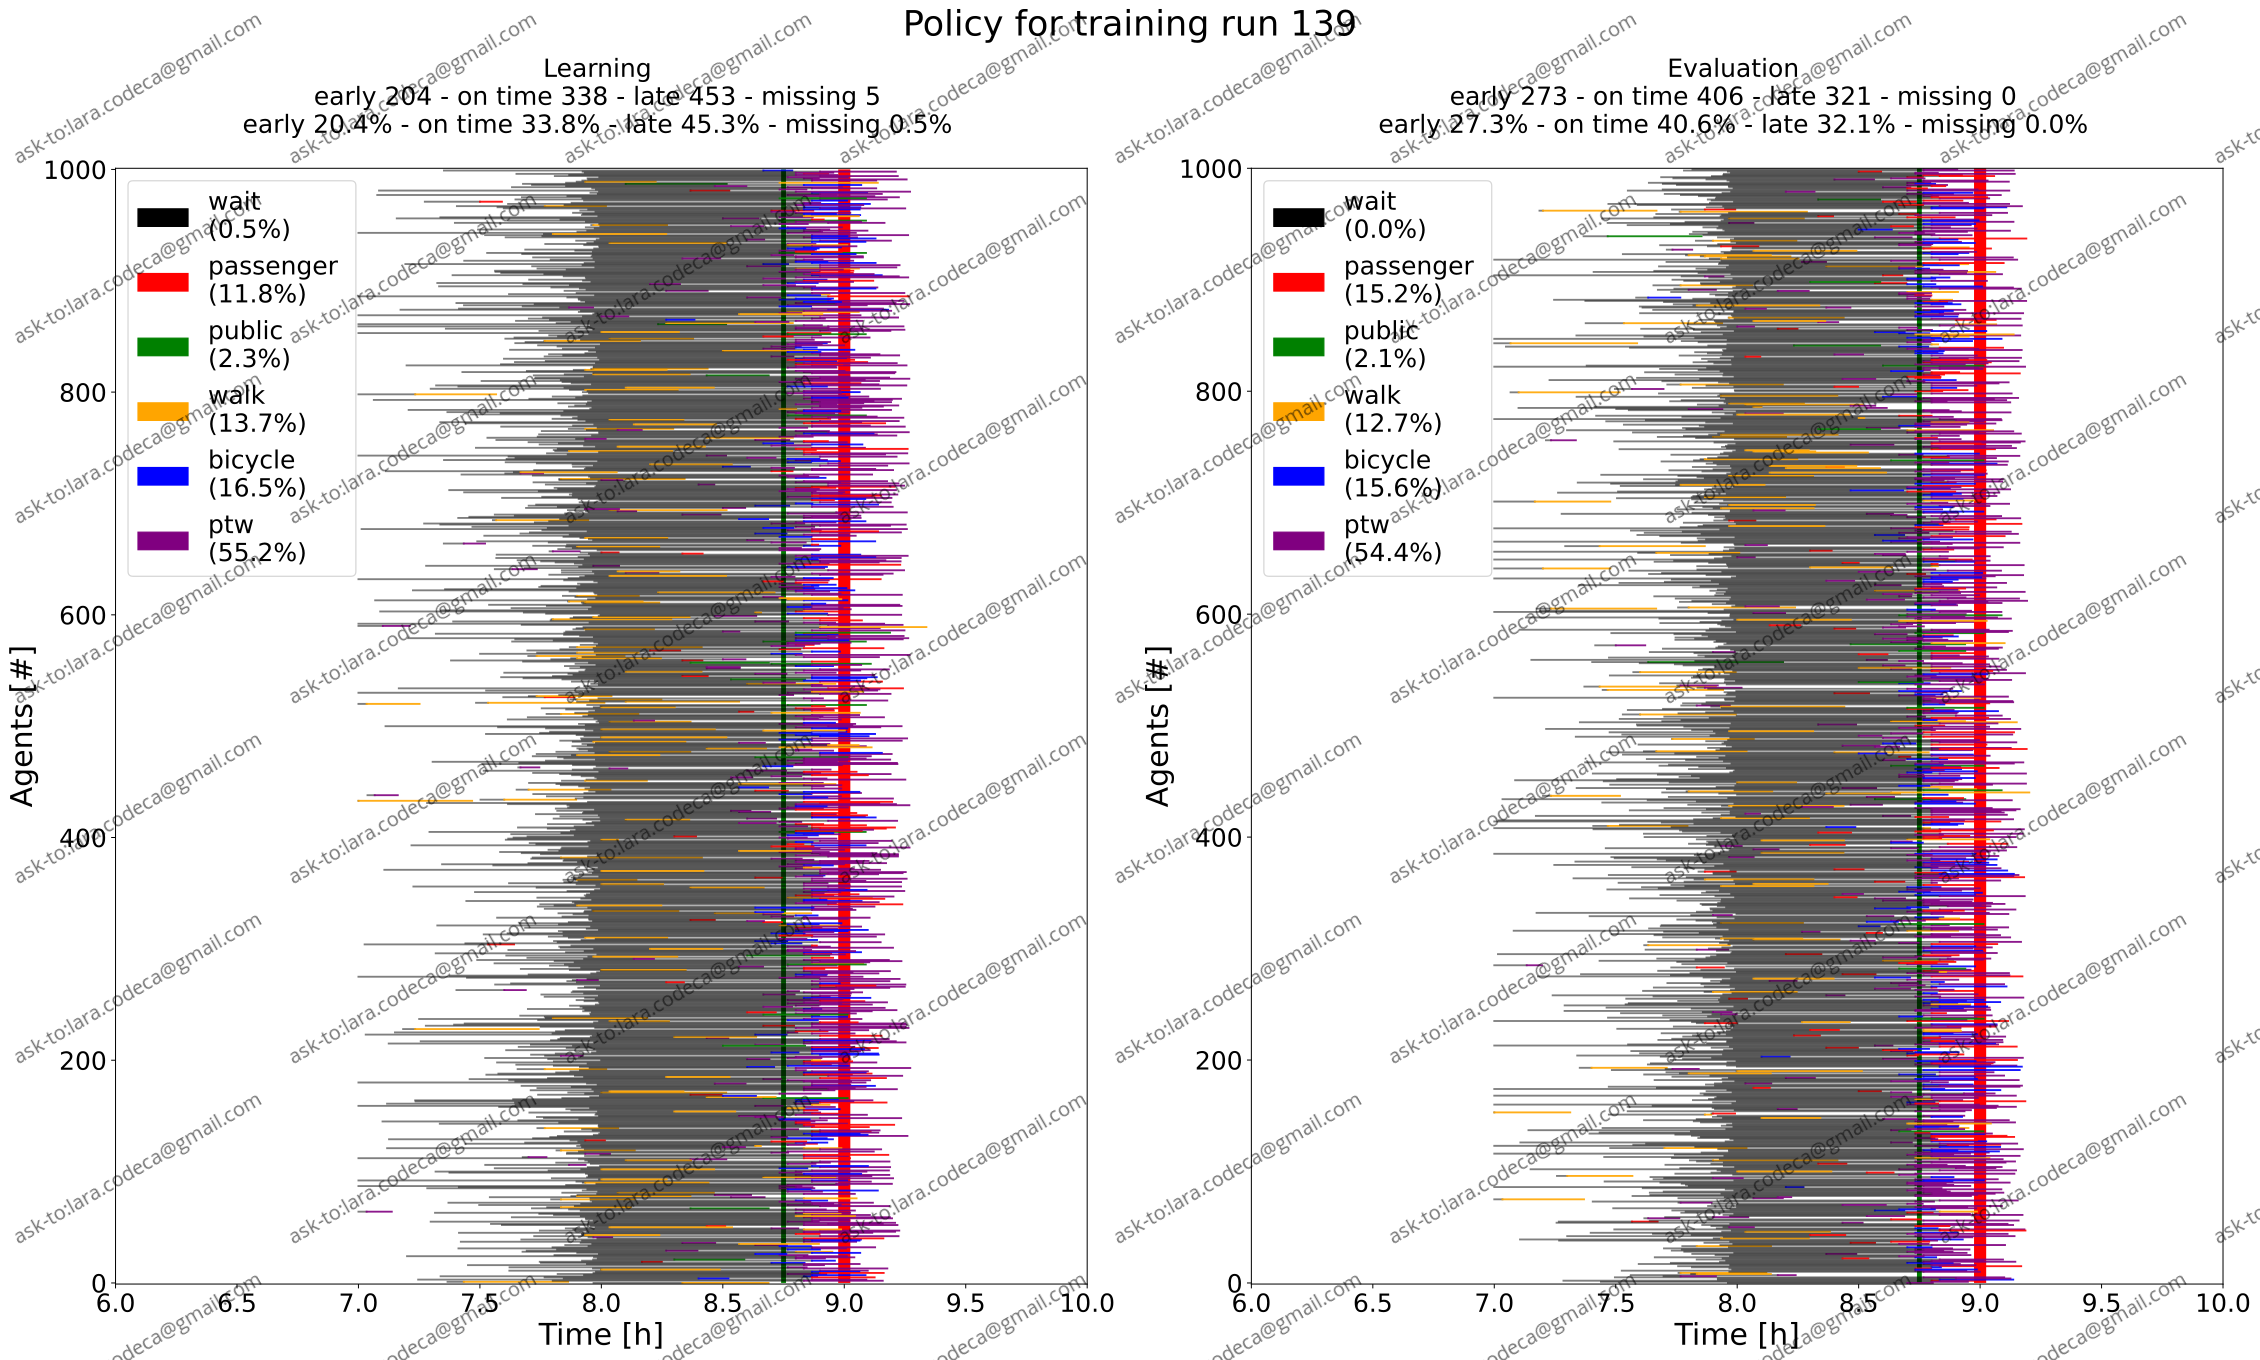 Policy for training run 139
Learning
early 204 - on time 338 - late 453 - missing 5
early 20.4% - on time 33.8% - late 45.3% - missing 0.5%
1000
800
600
400
200
0
Agents [#]
wait
(0.5%)
passenger
(11.8%)
public
(2.3%)
walk
(13.7%)
bicycle
(16.5%)
ptw
(55.2%)
6.0 6.5 7.0 7.5 8.0 8.5 9.0 9.5 10.0
Time [h]
Evaluation
early 273 - on time 406 - late 321 - missing 0
early 27.3% - on time 40.6% - late 32.1% - missing 0.0%
1000
800
600
400
200
0
Agents [#]
wait
(0.0%)
passenger
(15.2%)
public
(2.1%)
walk
(12.7%)
bicycle
(15.6%)
ptw
(54.4%)
6.0 6.5 7.0 7.5 8.0 8.5 9.0 9.5 10.0
Time [h]
ask-to:lara.codeca@gmail.com